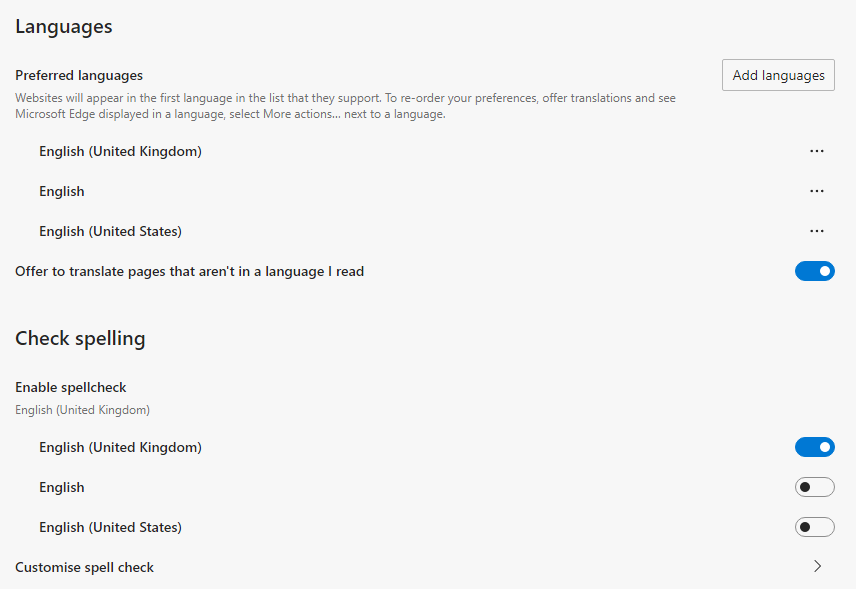 Languages
Preferred languages
Add languages
Websites will appear in the first language in the list that they support. To re-order your preferences, offer translations and see
Microsoft Edge displayed in a language, select More actions... next to a language.
English (United Kingdom)
English
English (United States)
Offer to translate pages that aren't in a language I read
Check spelling
Enable spellcheck
English (United Kingdom)
English (United Kingdom)
English
English (United States)
Customise spell check